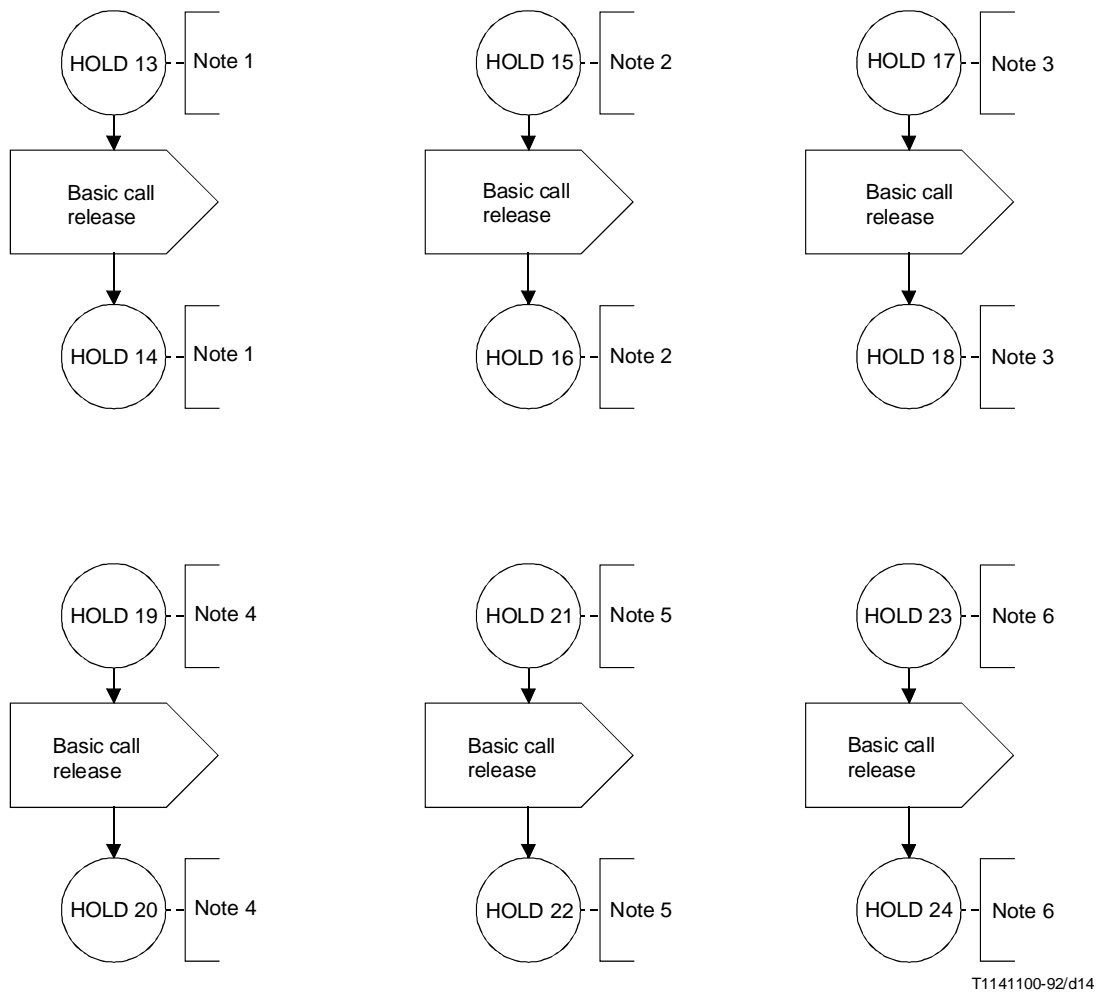 HOLD 13 Note 1
HOLD 15 Note 2
HOLD 17 Note 3
Basic call
release
Basic call
release
Basic call
release
HOLD 14 Note 1
HOLD 16 Note 2
HOLD 18 Note 3
HOLD 19 Note 4
HOLD 21 Note 5
HOLD 23 Note 6
Basic call
release
Basic call
release
Basic call
release
HOLD 20 Note 4
HOLD 22 Note 5
HOLD 24 Note 6
T1141100-92/d14